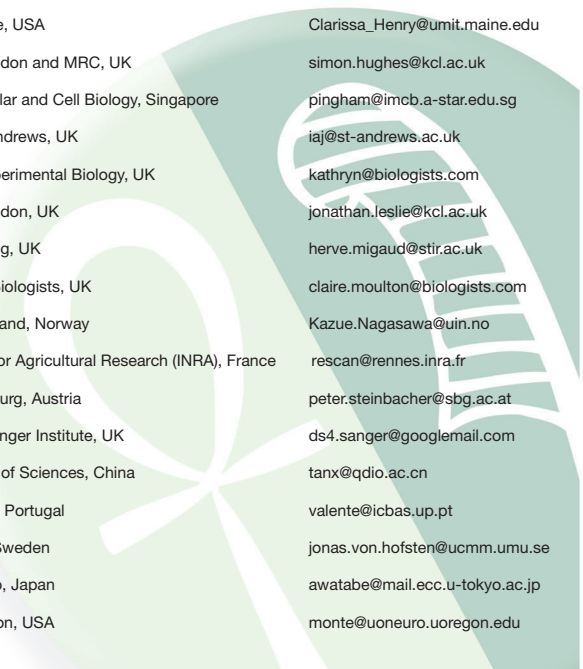 e, USA Clarissa_Henry@umit.maine.edu
don and MRC, UK simon.hughes@kcl.ac.uk
lar and Cell Biology, Singapore pingham@imcb.a-star.edu.sg
ndrews, UK iaj@st-andrews.ac.uk
perimental Biology, UK kathryn@biologists.com
don, UK jonathan.leslie@kcl.ac.uk
g, UK herve.migaud@stir.ac.uk
iologists, UK claire.moulton@biologists.com
and, Norway Kazue.Nagasawa@uin.no
or Agricultural Research (INRA), France rescan@rennes.inra.fr
urg, Austria peter.steinbacher@sbg.ac.at
nger Institute, UK ds4.sanger@googlemail.com
of Sciences, China tanx@qdio.ac.cn
Portugal valente@icbas.up.pt
Sweden jonas.von.hofsten@ucmm.umu.se
o, Japan awatabe@mail.ecc.u-tokyo.ac.jp
on, USA monte@uoneuro.uoregon.edu